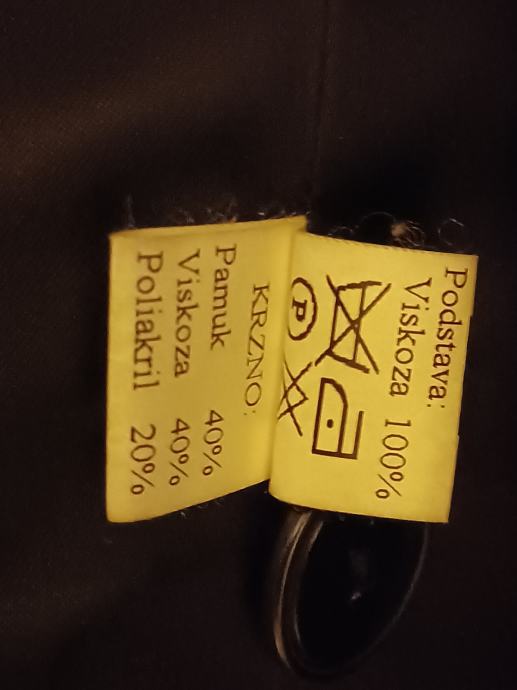 Podstava:
Viskoza 100%
P
KRZNO:
Pamuk 40%
Viskoza 40%
Poliakril 20%